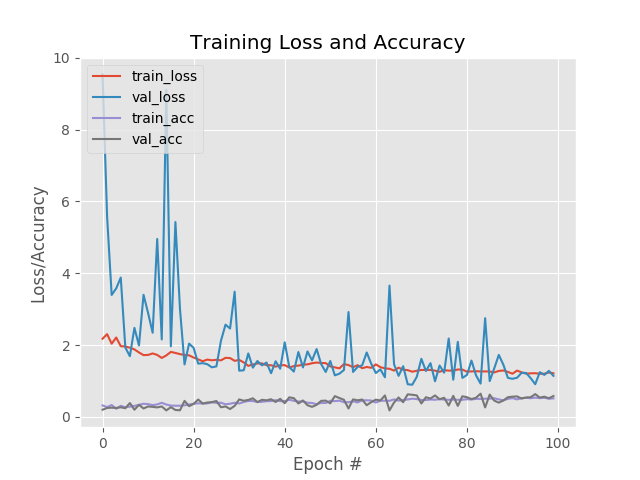 Training Loss and Accuracy
train_loss
val_loss
train_acc
val_acc
10
8
6
4
2
0
Loss/Accuracy
0 20 40 60 80 100
Epoch #